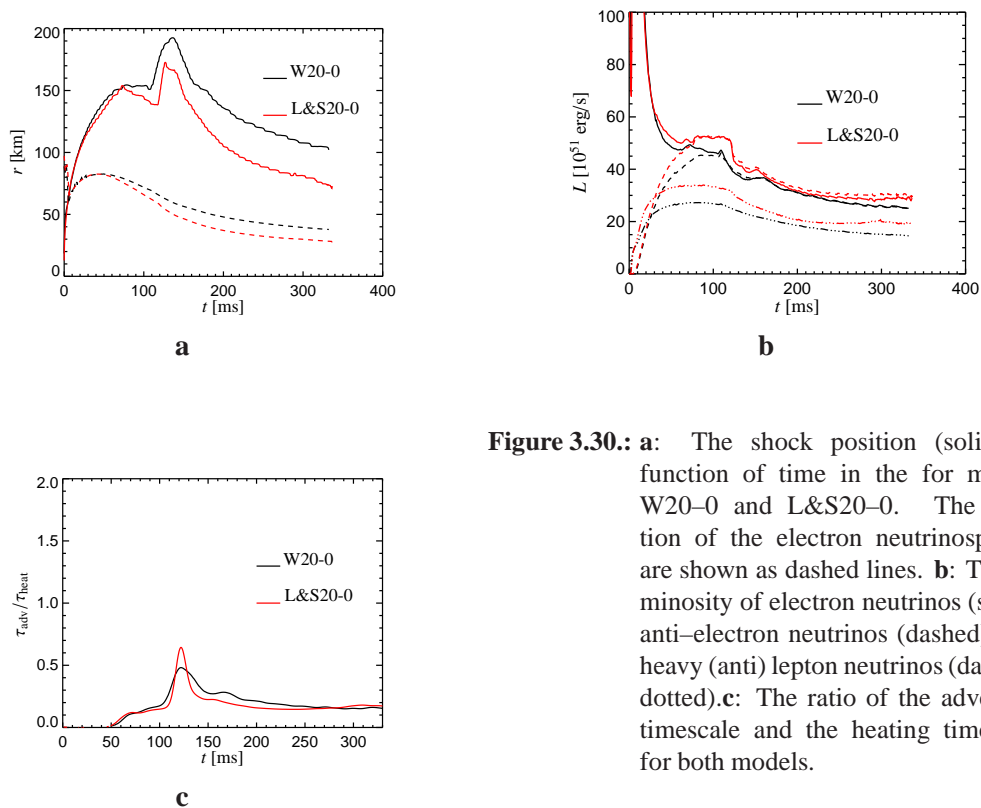 200
150
100
50
0
r [km]
W20-0
L&S20-0
0 100 200 300 400
t [ms]
a
100
80
60
40
20
0
L [10^51 erg/s]
W20-0
L&S20-0
0 100 200 300 400
t [ms]
b
2.0
1.5
1.0
0.5
0.0
τadv/τheat
W20-0
L&S20-0
0 50 100 150 200 250 300
t [ms]
c
Figure 3.30.: a: The shock position (soli
function of time in the for m
W20–0 and L&S20–0. The
tion of the electron neutrinosp
are shown as dashed lines. b: T
minosity of electron neutrinos (s
anti–electron neutrinos (dashed
heavy (anti) lepton neutrinos (da
dotted).c: The ratio of the adve
timescale and the heating time
for both models.